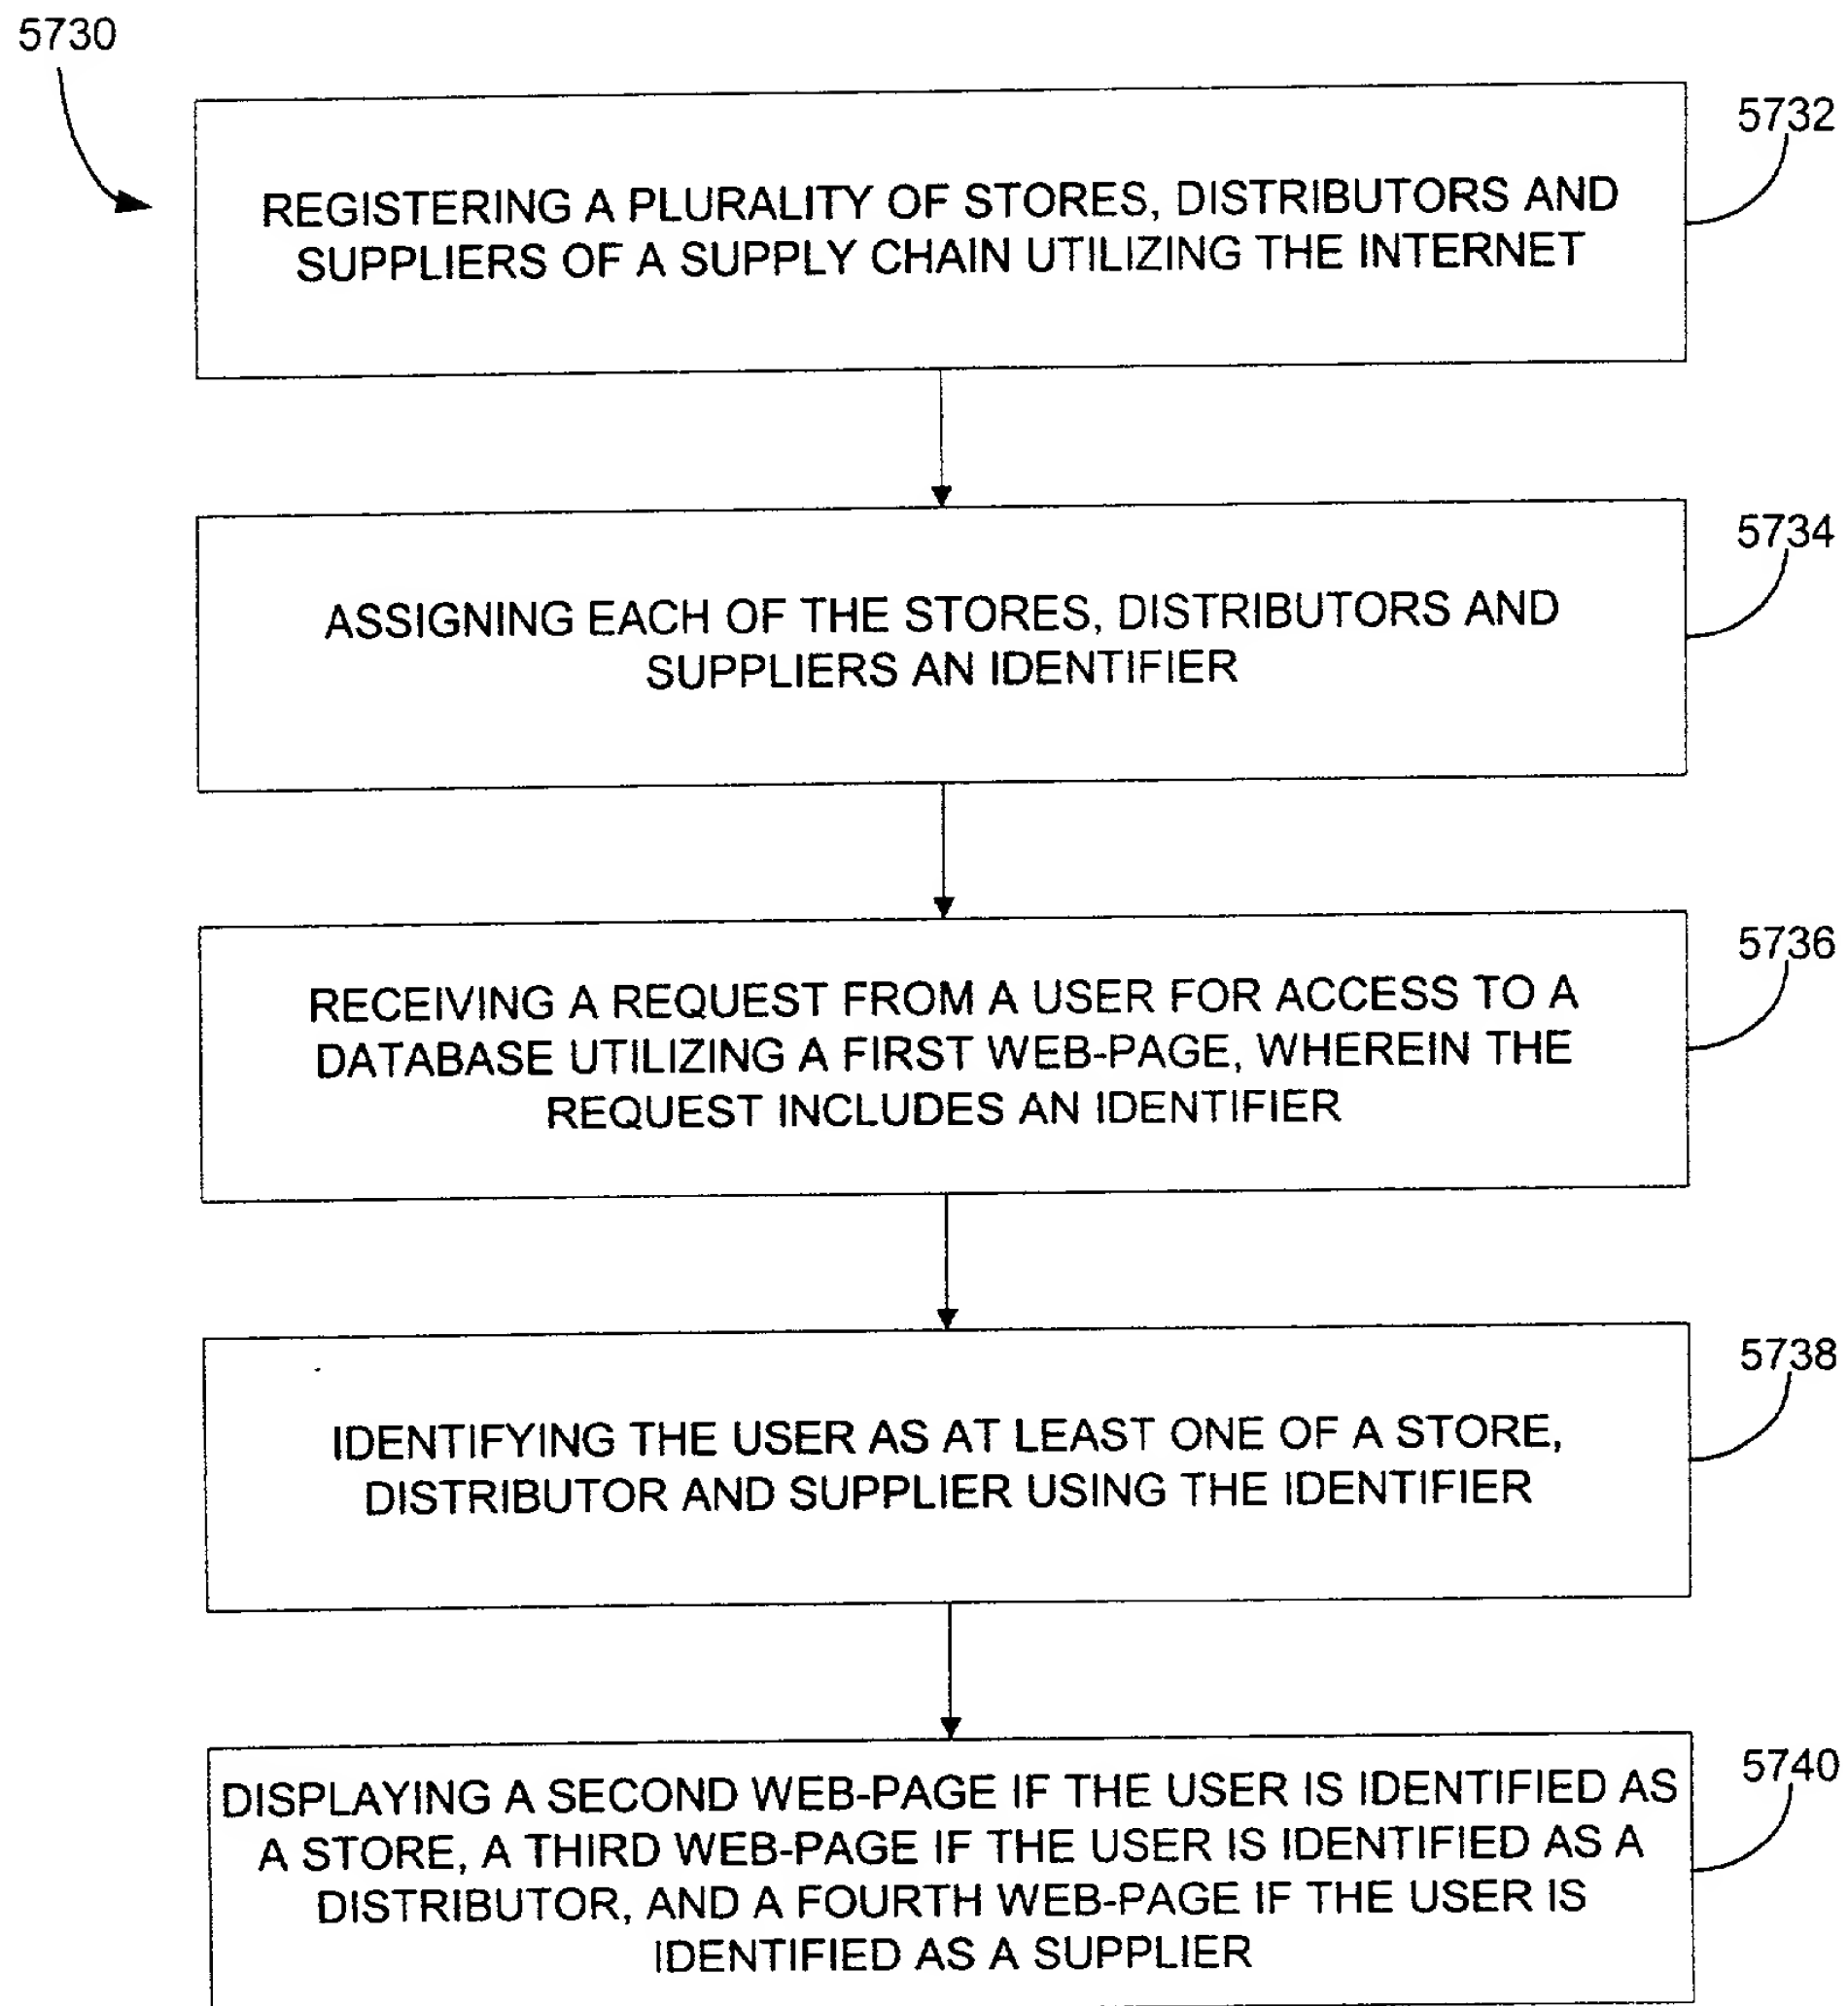 5730
5732
REGISTERING A PLURALITY OF STORES, DISTRIBUTORS AND
SUPPLIERS OF A SUPPLY CHAIN UTILIZING THE INTERNET
5734
ASSIGNING EACH OF THE STORES, DISTRIBUTORS AND
SUPPLIERS AN IDENTIFIER
5736
RECEIVING A REQUEST FROM A USER FOR ACCESS TO A
DATABASE UTILIZING A FIRST WEB-PAGE, WHEREIN THE
REQUEST INCLUDES AN IDENTIFIER
5738
IDENTIFYING THE USER AS AT LEAST ONE OF A STORE,
DISTRIBUTOR AND SUPPLIER USING THE IDENTIFIER
5740
DISPLAYING A SECOND WEB-PAGE IF THE USER IS IDENTIFIED AS
A STORE, A THIRD WEB-PAGE IF THE USER IS IDENTIFIED AS A
DISTRIBUTOR, AND A FOURTH WEB-PAGE IF THE USER IS
IDENTIFIED AS A SUPPLIER